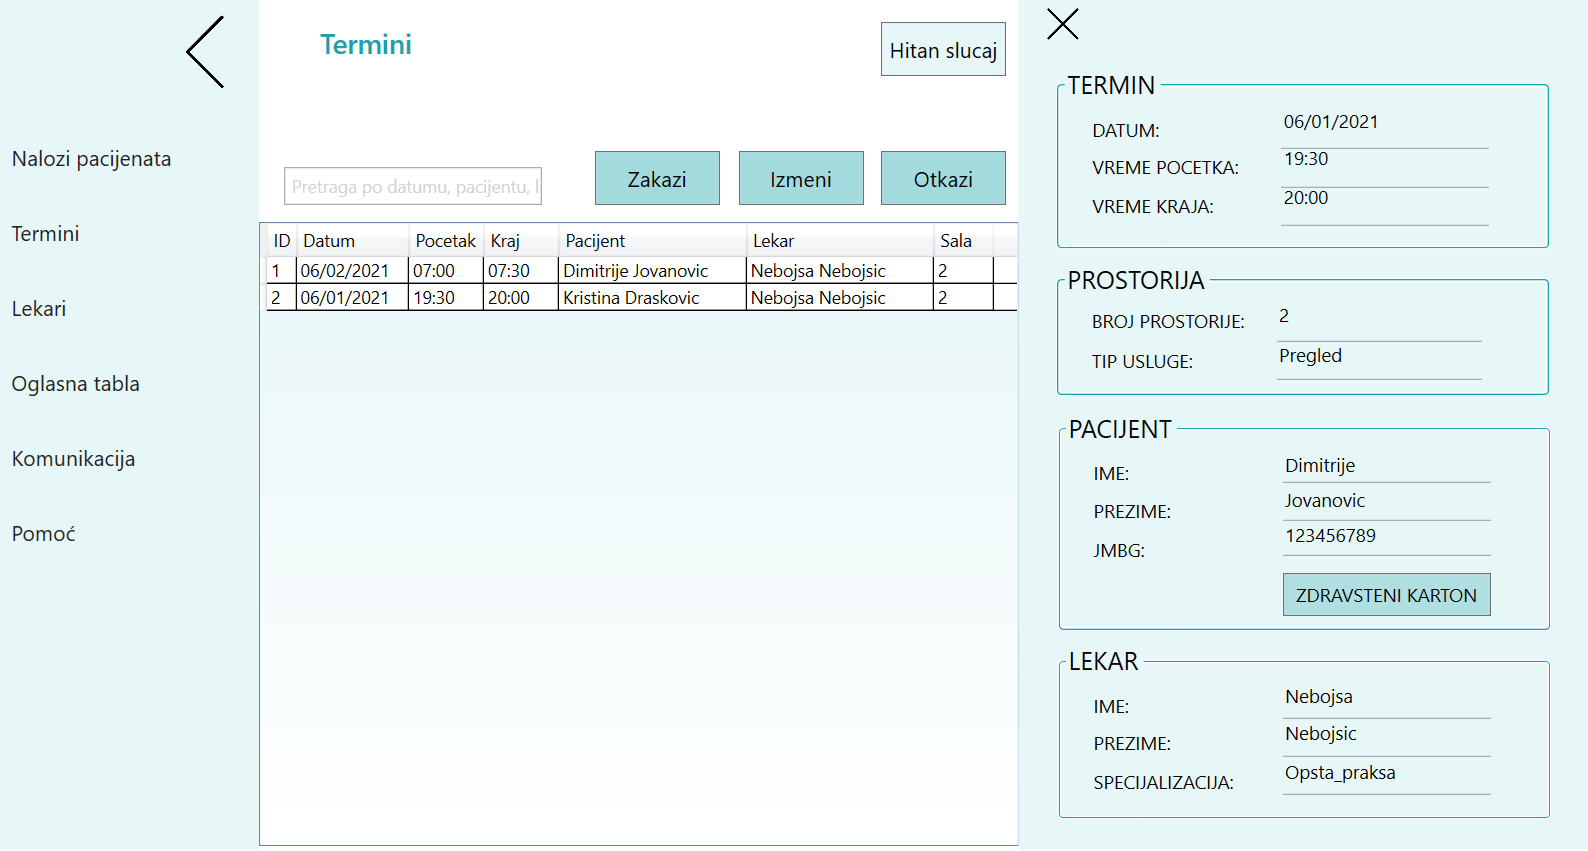 Nalozi pacijenata
Termini
Lekari
Oglasna tabla
Komunikacija
Pomoć
Termini
Hitan slucaj
Pretraga po datumu, pacijentu, l
Zakazi
Izmeni
Otkazi
ID Datum Pocetak Kraj Pacijent Lekar Sala
1 06/02/2021 07:00 07:30 Dimitrije Jovanovic Nebojsa Nebojsic 2
2 06/01/2021 19:30 20:00 Kristina Draskovic Nebojsa Nebojsic 2
TERMIN
DATUM: 06/01/2021
VREME POCETKA: 19:30
VREME KRAJA: 20:00
PROSTORIJA
BROJ PROSTORIJE: 2
TIP USLUGE: Pregled
PACIJENT
IME: Dimitrije
PREZIME: Jovanovic
JMBG: 123456789
ZDRAVSTENI KARTON
LEKAR
IME: Nebojsa
PREZIME: Nebojsic
SPECIJALIZACIJA: Opsta_praksa